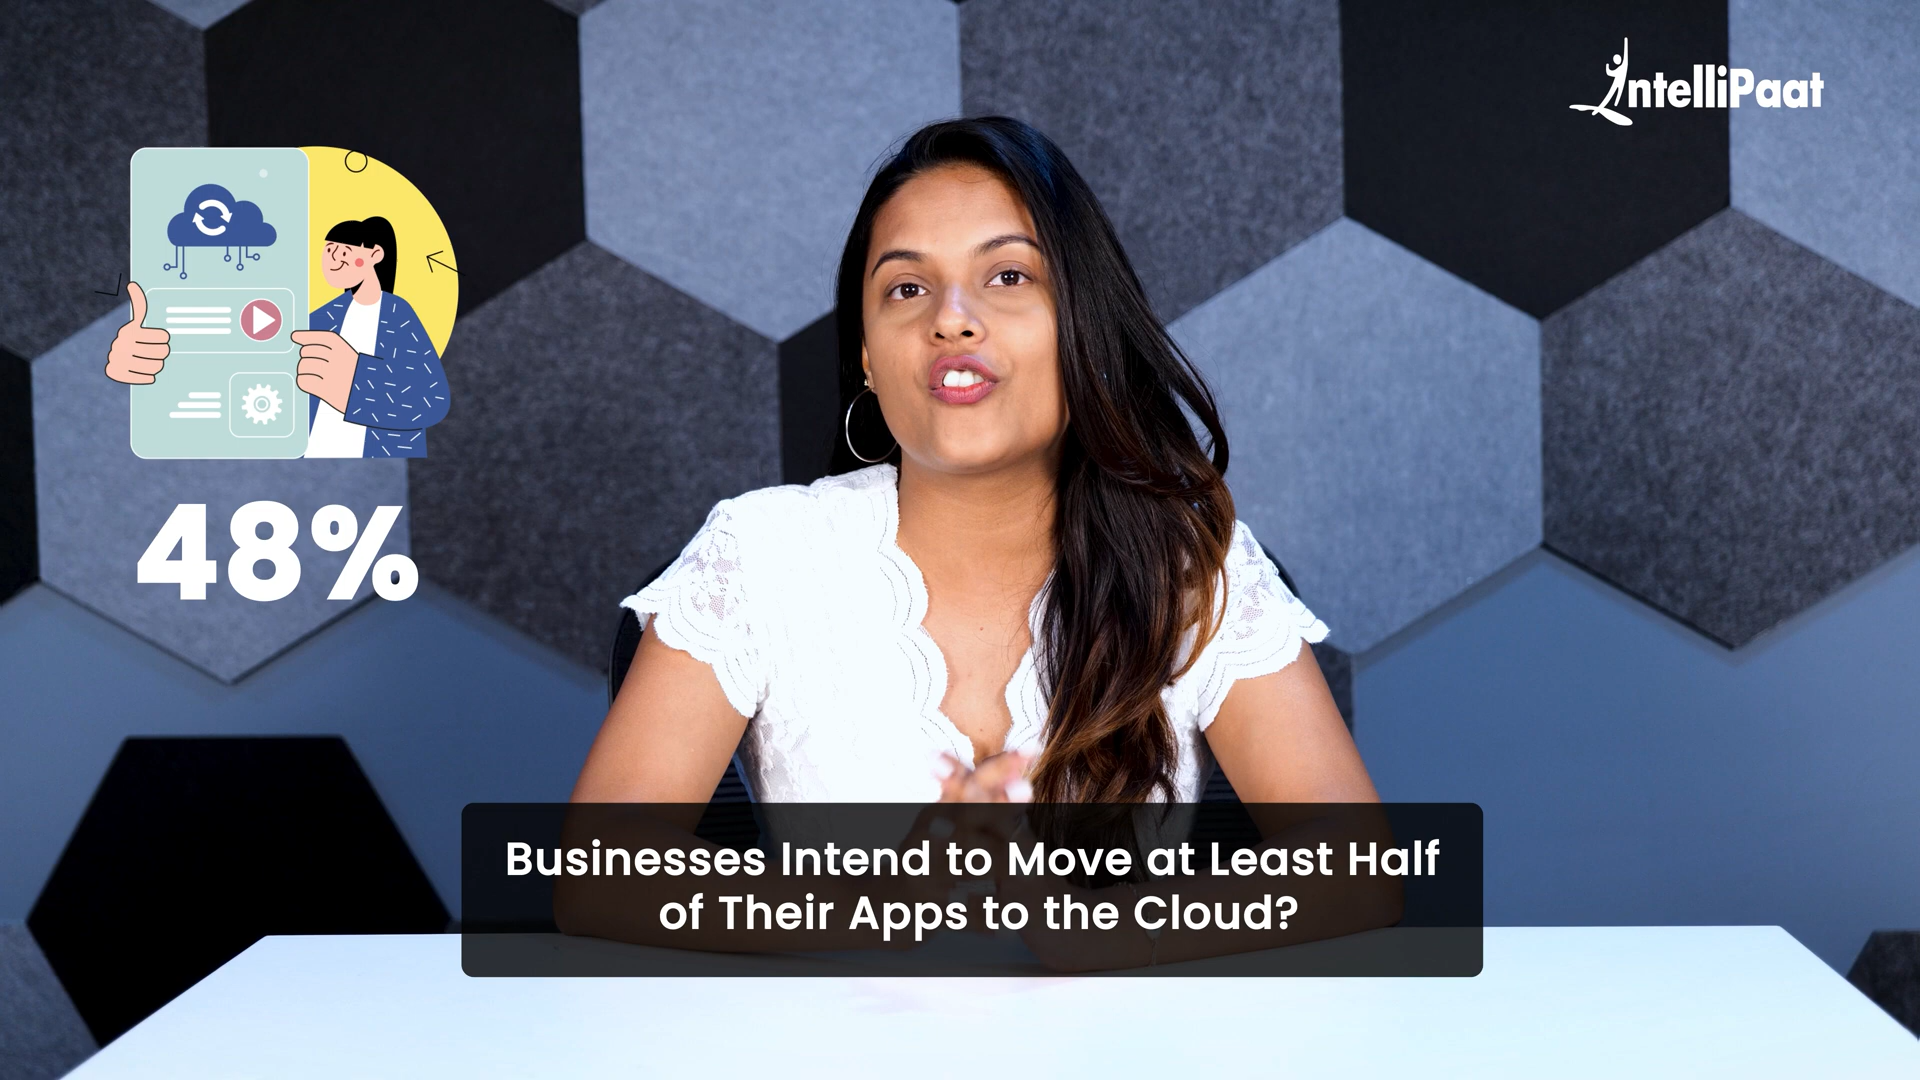 IntelliPaat
48%
Businesses Intend to Move at Least Half
of Their Apps to the Cloud?